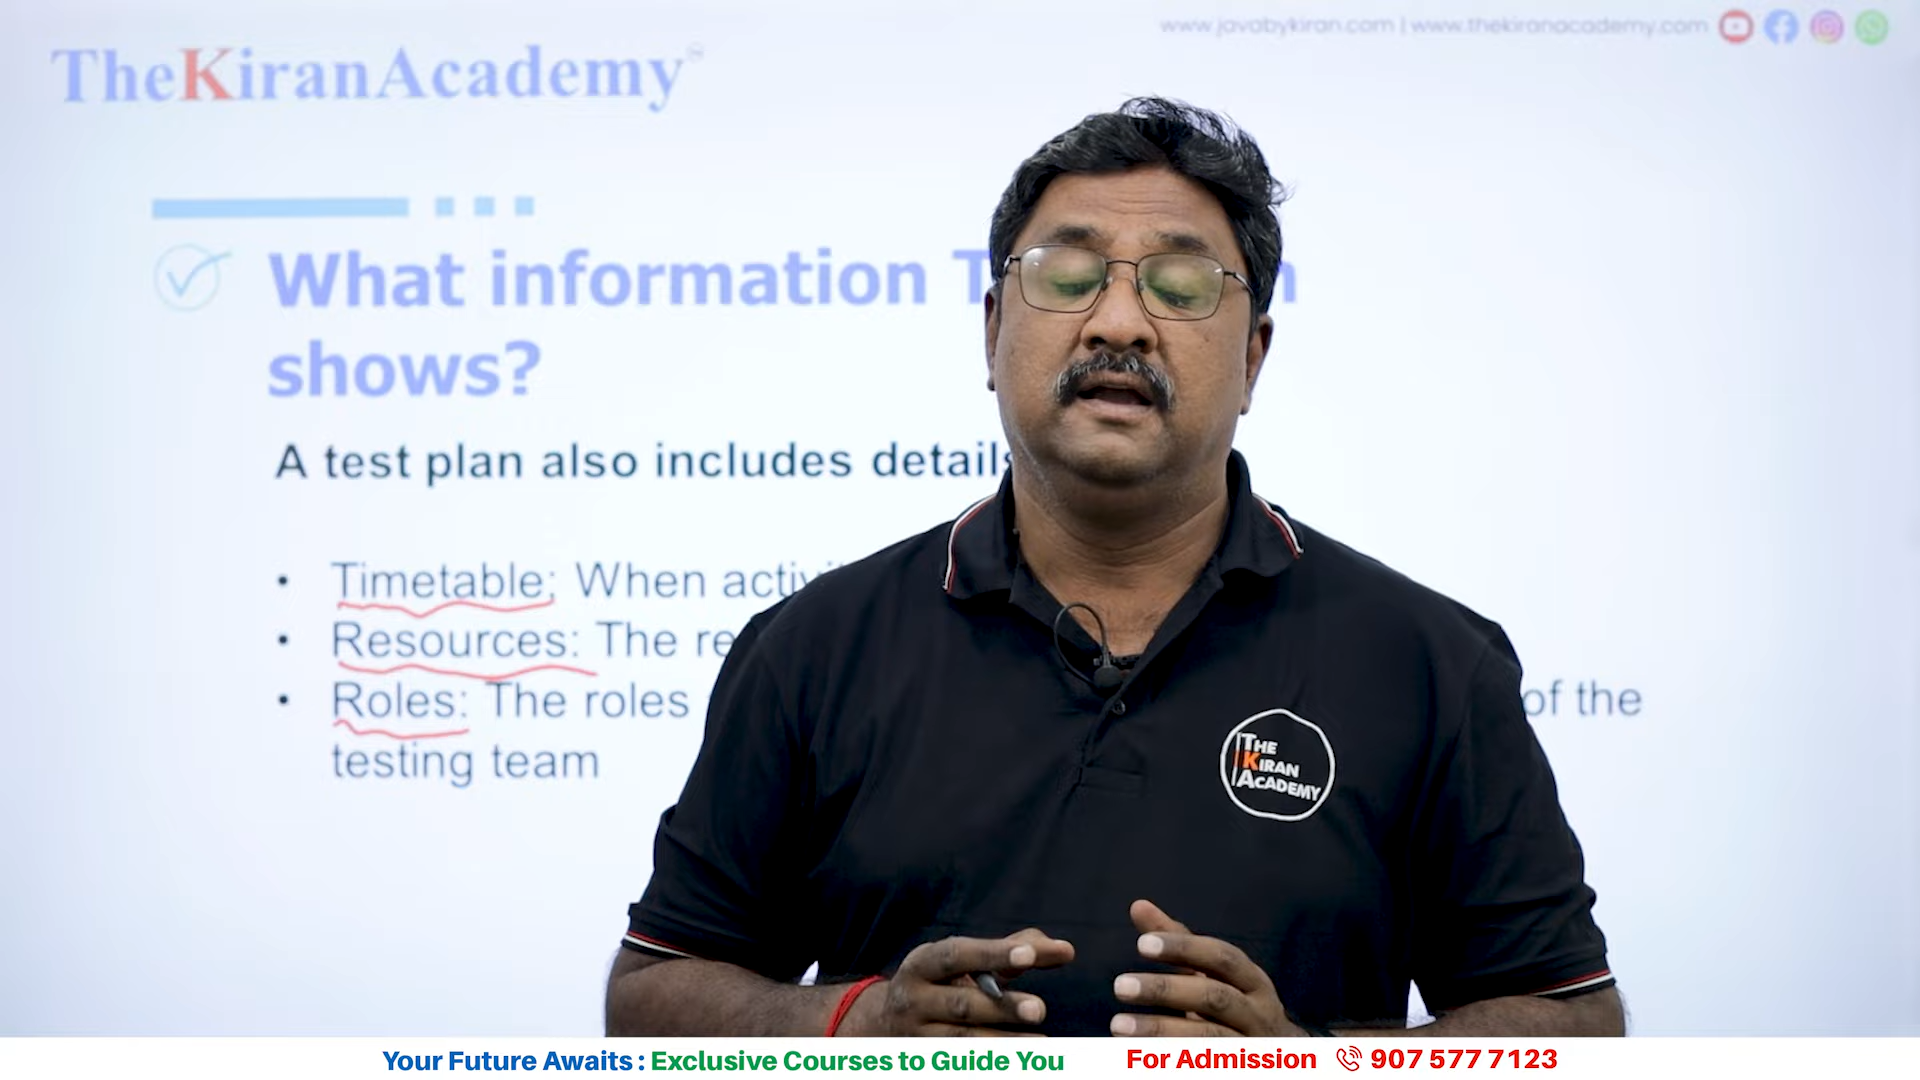 www.javabykiran.com | www.thekiranacademy.com
TheKiranAcademy
What information
shows?
A test plan also includes details
• Timetable; When
• Resources: The
• Roles: The roles of the
testing team
THE
KIRAN
ACADEMY
Your Future Awaits : Exclusive Courses to Guide You For Admission 907 577 7123